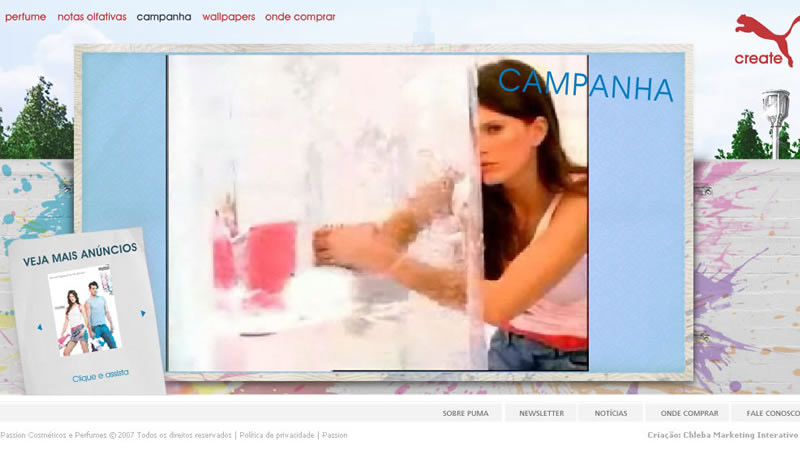 perfume notas olfativas campanha wallpapers onde comprar
create
CAMPANHA
VEJA MAIS ANÚNCIOS
Clique e assista
SOBRE PUMA NEWSLETTER NOTÍCIAS ONDE COMPRAR FALE CONOSCO
Passion Cosméticos e Perfumes © 2007 Todos os direitos reservados | Política de privacidade | Passion
Criação: Chleba Marketing Interativo